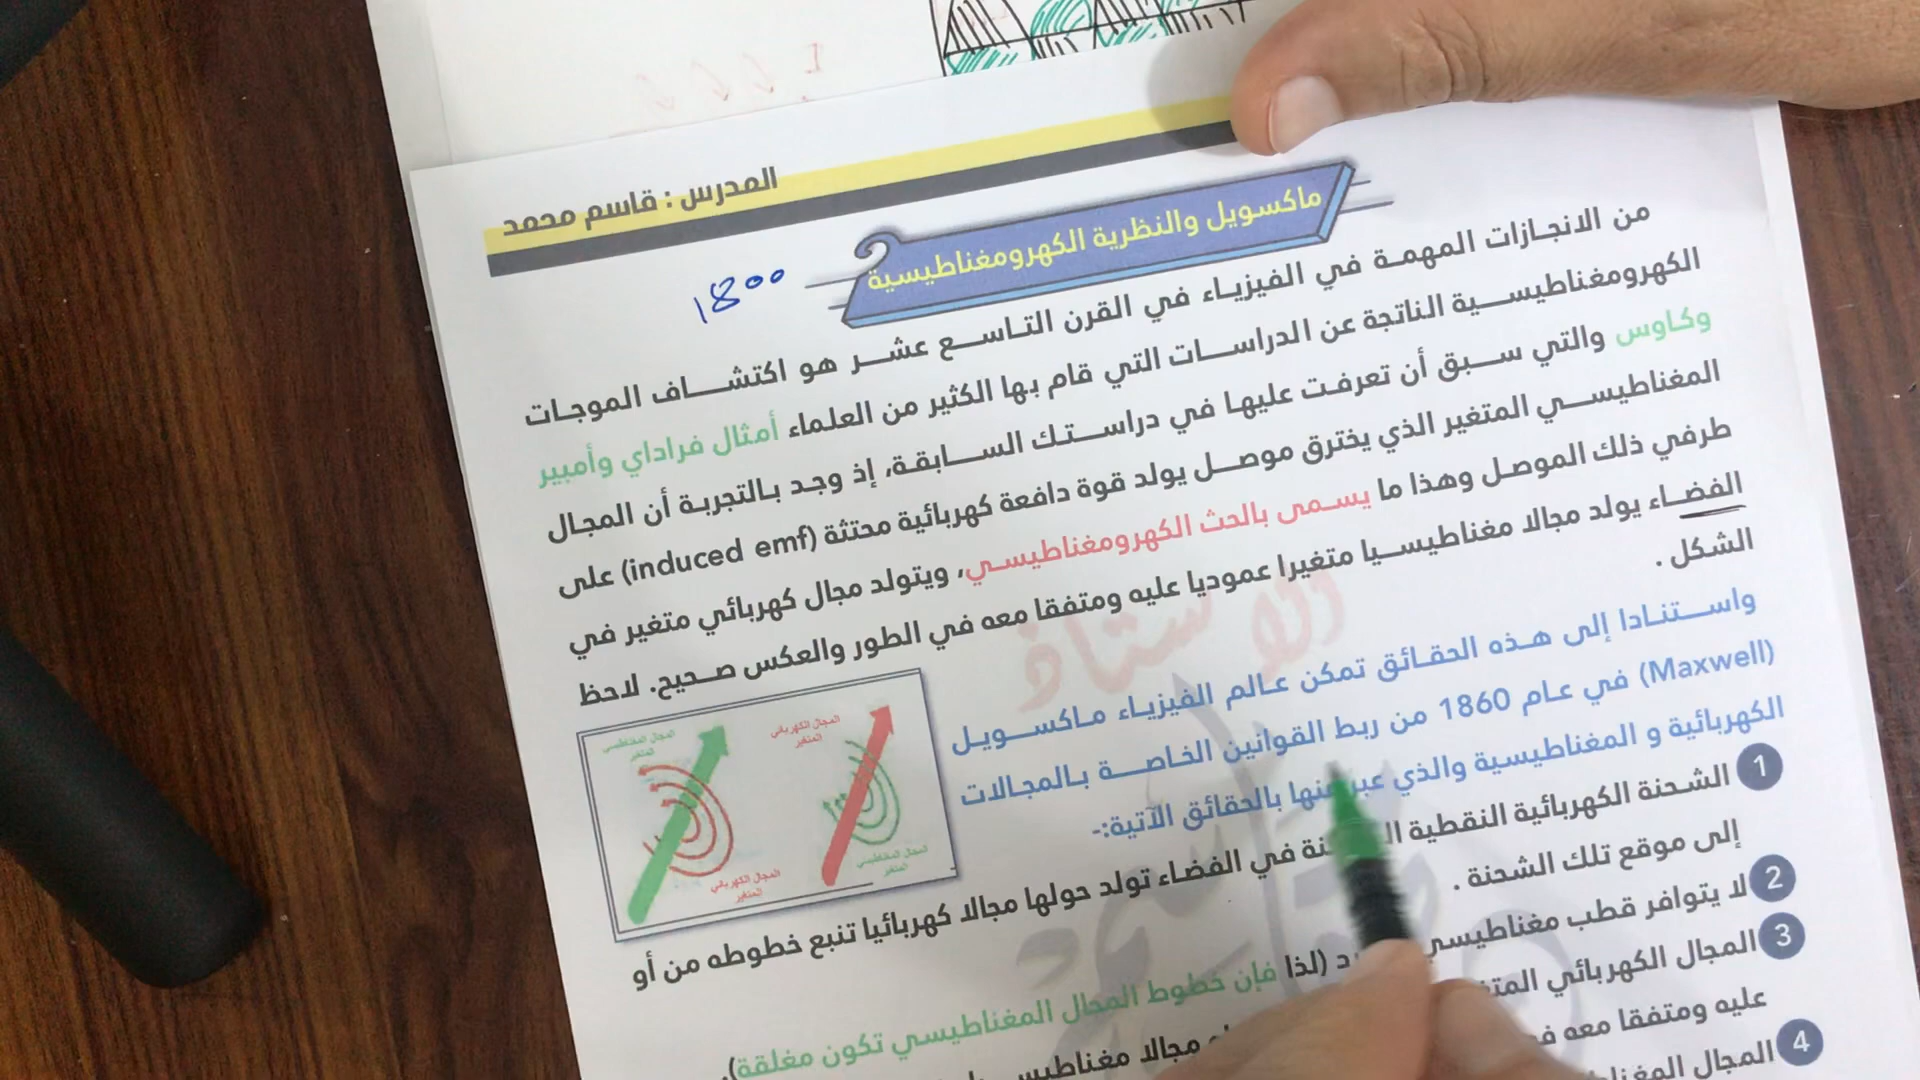 المدرس : قاسم محمد
ماكسويل والنظرية الكهرومغناطيسية
1800
من الانجازات المهمة في الفيزياء في القرن التاسع عشر هو اكتشاف الموجات
الكهرومغناطيسية الناتجة عن الدراسات التي قام بها الكثير من العلماء أمثال فراداي وأمبير
وكاوس والتي سبق أن تعرفت عليها في دراستك السابقة، إذ وجد بالتجربة أن المجال
المغناطيسي المتغير الذي يخترق موصل يولد قوة دافعة كهربائية محتثة (induced emf) على
طرفي ذلك الموصل وهذا ما يسمى بالحث الكهرومغناطيسي، ويتولد مجال كهربائي متغير في
الفضاء يولد مجالا مغناطيسيا متغيرا عموديا عليه ومتفقا معه في الطور والعكس صحيح. لاحظ
الشكل .
واستنادا إلى هذه الحقائق تمكن عالم الفيزياء ماكسويل
(Maxwell) في عام 1860 من ربط القوانين الخاصة بالمجالات
الكهربائية و المغناطيسية والذي عبر عنها بالحقائق الآتية:-
المجال الكهربائي المتغير
المجال المغناطيسي المتغير
المجال المغناطيسي المتغير
المجال الكهربائي المتغير
1 الشحنة الكهربائية النقطية في الفضاء تولد حولها مجالا كهربائيا تنبع خطوطه من أو
إلى موقع تلك الشحنة .
2 لا يتوافر قطب مغناطيسي (لذا فإن خطوط المجال المغناطيسي تكون مغلقة).
3 المجال الكهربائي مجالا
عليه ومتفقا معه
4 المجال
الاستاذ